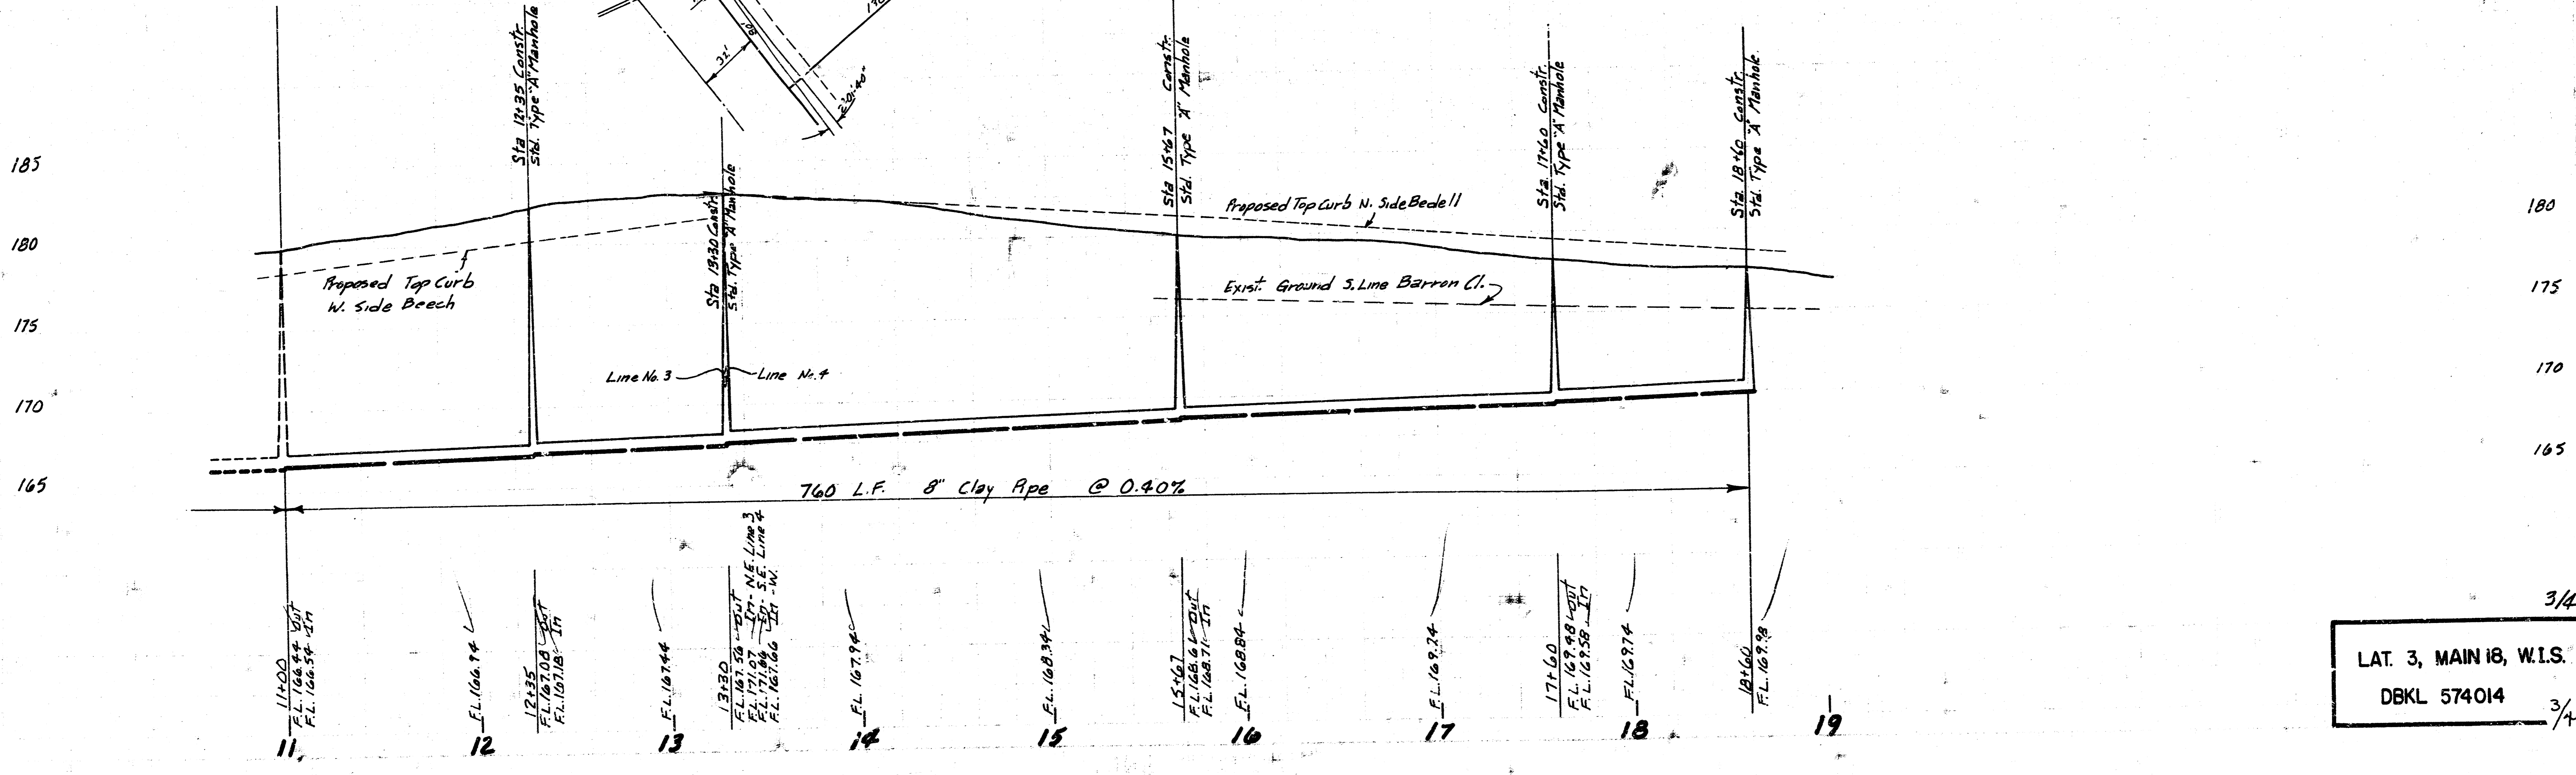 Sta 12+35 Constr.
Std. Type "A" Manhole
32'
Sta 13+30 Constr.
Std. Type "A" Manhole
Sta 15+67 Constr.
Std. Type "A" Manhole
Sta. 17+60 Constr.
Std. Type "A" Manhole
Sta. 18+60 Constr.
Std. Type "A" Manhole.
185
180
175
170
165
180
175
170
165
Proposed Top Curb
W. Side Beech
Proposed Top Curb N. Side Bedell
Exist. Ground S. Line Barron Cl.
Line No. 3
Line No. 4
760 L.F. 8" Clay Pipe @ 0.40%
11+00
F.L. 166.44 Out
F.L. 166.54 In
F.L. 166.94
12+35
F.L. 167.08 Out
F.L. 167.18 In
F.L. 167.44
13+30
F.L. 167.56 Out
F.L. 171.07 In - N.E. Line 3
F.L. 171.66 In - S.E. Line 4
F.L. 167.66 In - W.
F.L. 167.94
F.L. 168.34
15+67
F.L. 168.61 Out
F.L. 168.71 In
F.L. 168.84
F.L. 169.24
17+60
F.L. 169.48 Out
F.L. 169.58 In
F.L. 169.74
18+60
F.L. 169.98
11
12
13
14
15
16
17
18
19
3/4
LAT. 3, MAIN 18, W.I.S.
DBKL 574014
3/4